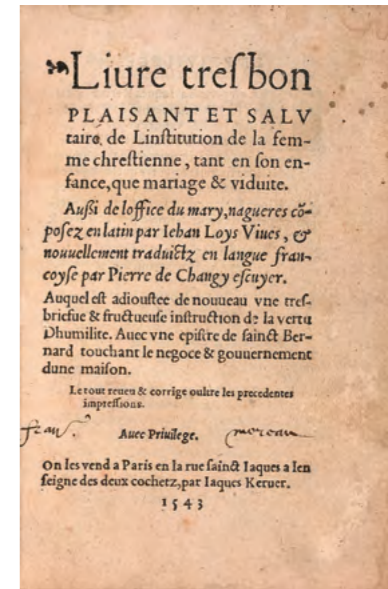 ❧Liure treſbon
PLAISANT ET SALV
taire, de Linſtitution de la fem-
me chreſtienne, tant en ſon en-
fance, que mariage & viduite.
Außi de loffice du mary, nagueres cõ-
poſez en latin par Iehan Loys Viues, &
nouuellement traduictz en langue fran-
coyſe par Pierre de Changy eſcuyer.
Auquel eſt adiouſtee de nouueau vne treſ-
briefue & fructueuſe inſtruction de la vertu
Dhumilite. Auec vne epiſtre de ſainct Ber-
nard touchant le negoce & gouuernement
dune maiſon.
Le tout reueu & corrige oultre les precedentes
impreſſions.
fran. Auec Priuilege. moreau
On les vend a Paris en la rue ſainct Iaques a len
ſeigne des deux cochetz, par Iaques Keruer.
1543